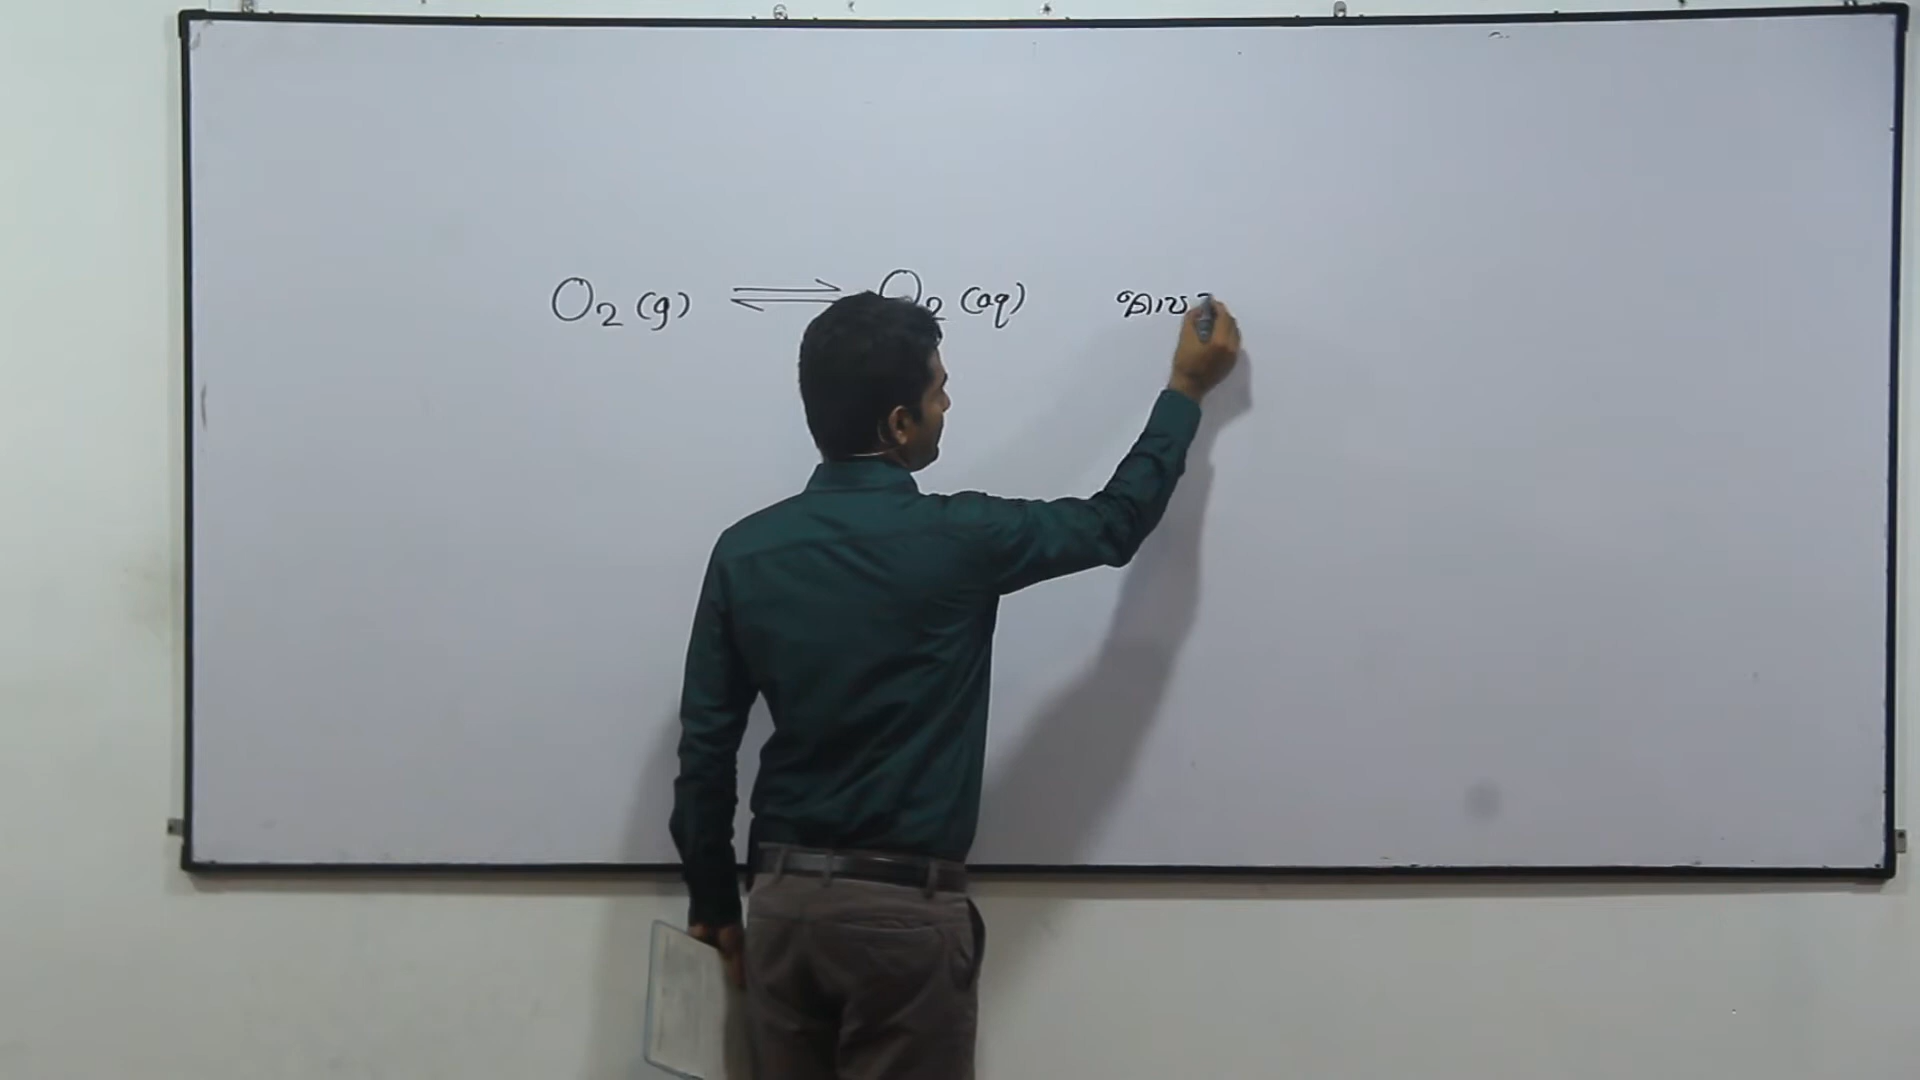 O₂ (g) ⇌ O₂ (aq)